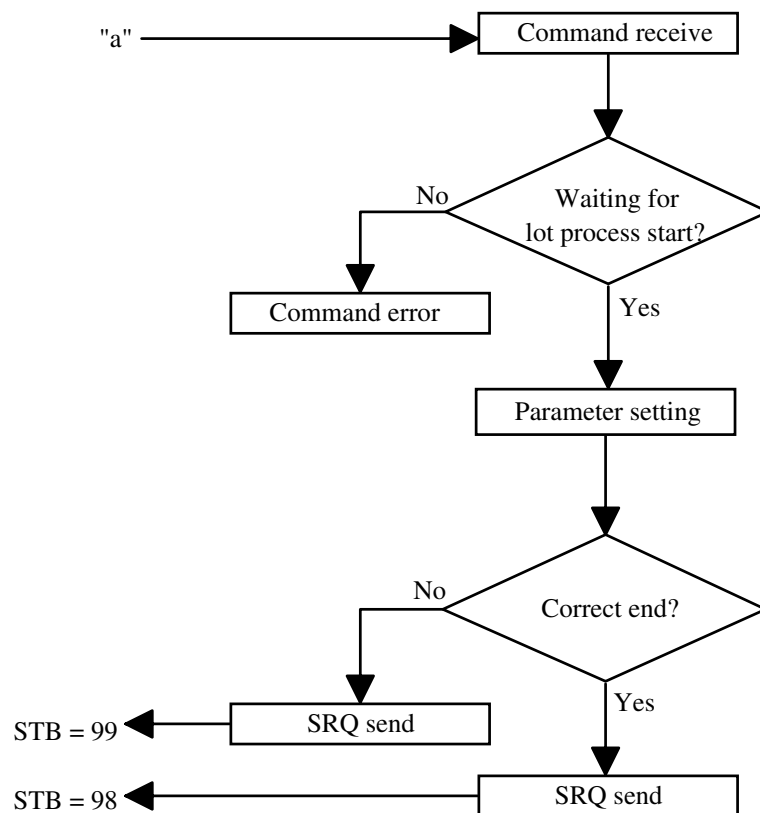 "a"
Command receive
No
Waiting for
lot process start?
Command error
Yes
Parameter setting
No
Correct end?
Yes
STB = 99
SRQ send
STB = 98
SRQ send